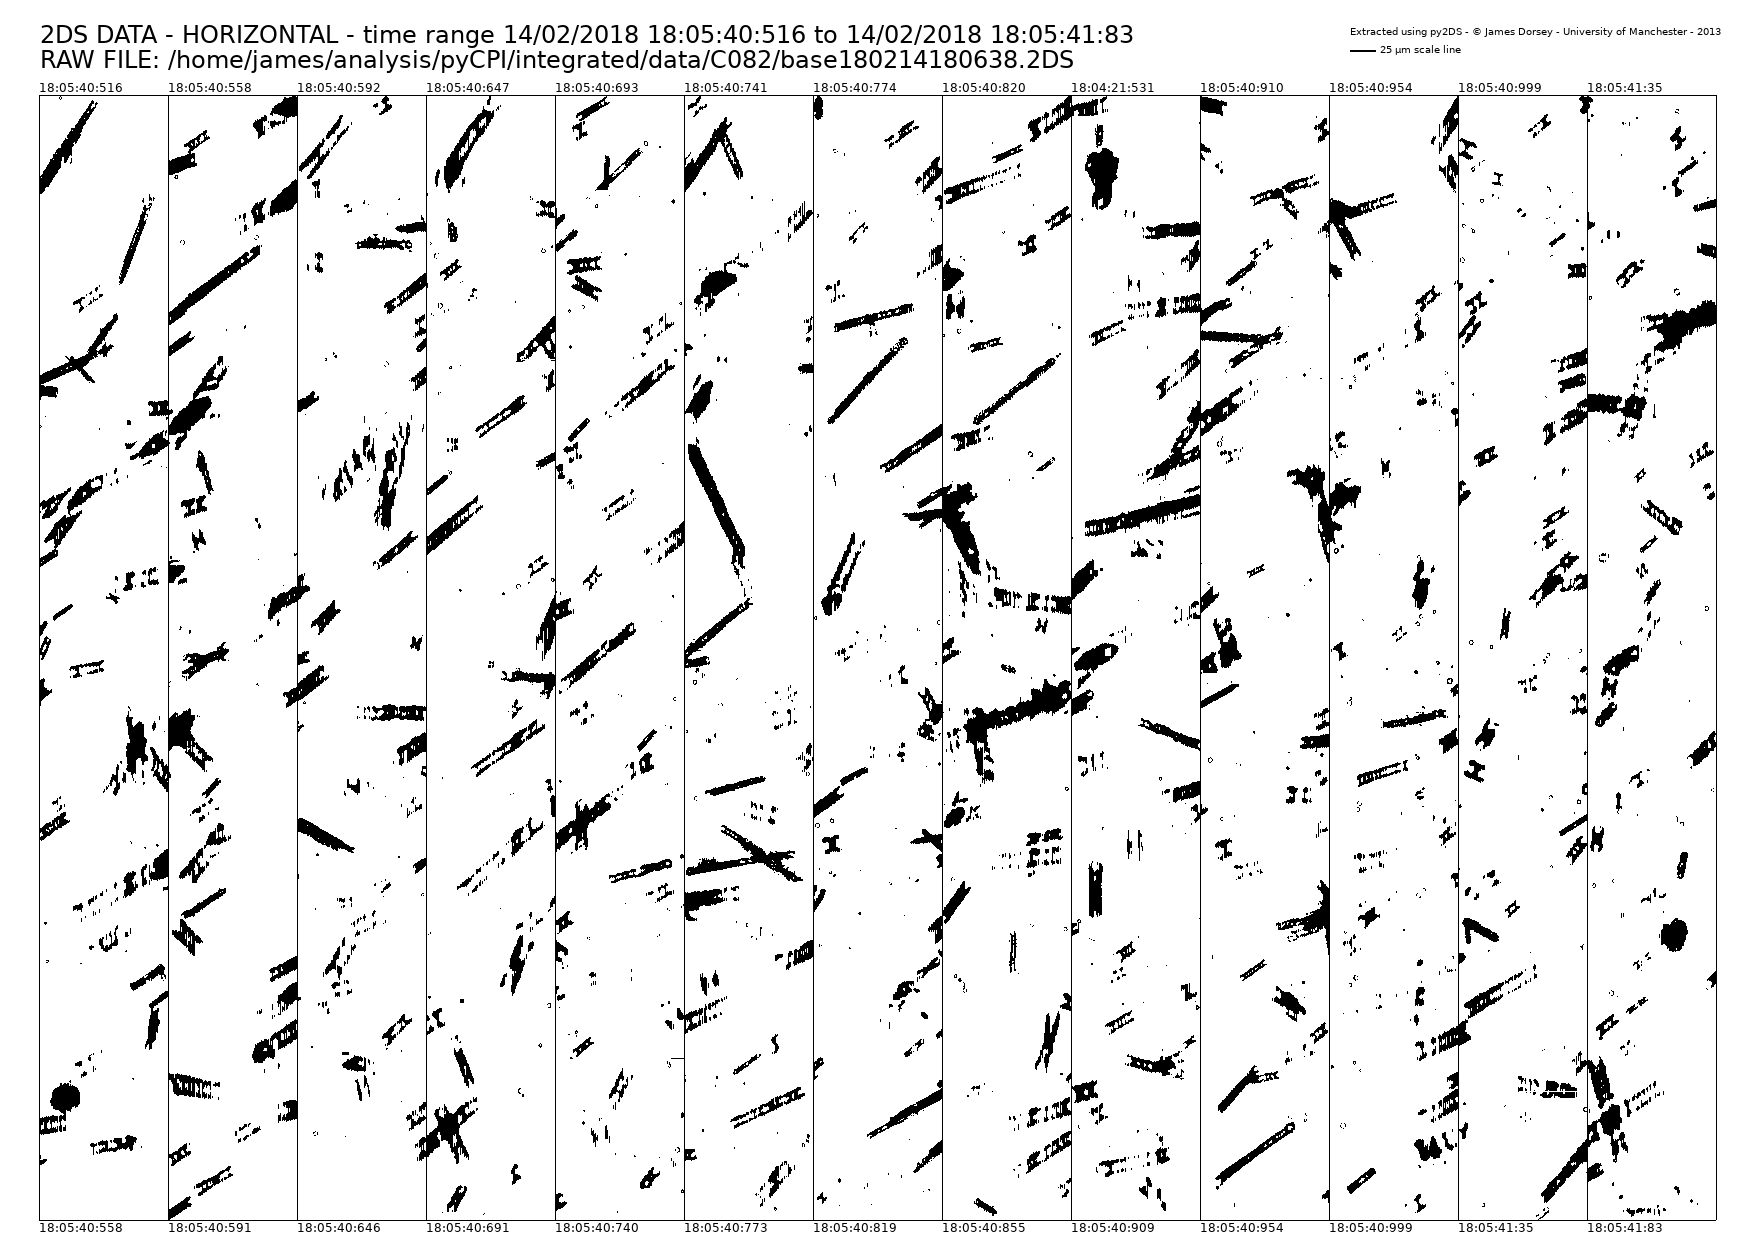 2DS DATA - HORIZONTAL - time range 14/02/2018 18:05:40:516 to 14/02/2018 18:05:41:83
RAW FILE: /home/james/analysis/pyCPI/integrated/data/C082/base180214180638.2DS
Extracted using py2DS - © James Dorsey - University of Manchester - 2013
25 µm scale line
18:05:40:516 18:05:40:558 18:05:40:592 18:05:40:647 18:05:40:693 18:05:40:741 18:05:40:774 18:05:40:820 18:04:21:531 18:05:40:910 18:05:40:954 18:05:40:999 18:05:41:35
18:05:40:558 18:05:40:591 18:05:40:646 18:05:40:691 18:05:40:740 18:05:40:773 18:05:40:819 18:05:40:855 18:05:40:909 18:05:40:954 18:05:40:999 18:05:41:35 18:05:41:83